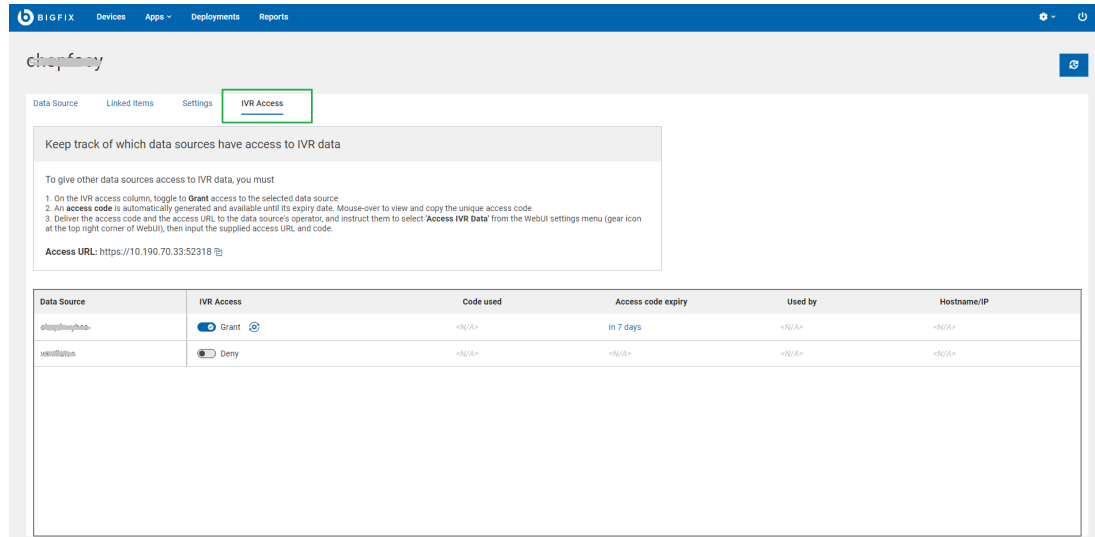 BIGFIX Devices Apps Deployments Reports
Data Source Linked Items Settings IVR Access
Keep track of which data sources have access to IVR data
To give other data sources access to IVR data, you must
1. On the IVR access column, toggle to Grant access to the selected data source
2. An access code is automatically generated and available until its expiry date. Mouse-over to view and copy the unique access code
3. Deliver the access code and the access URL to the data source's operator, and instruct them to select 'Access IVR Data' from the WebUI settings menu (gear icon
at the top right corner of WebUI), then input the supplied access URL and code.
Access URL: https://10.190.70.33:52318
Data Source IVR Access Code used Access code expiry Used by Hostname/IP
Grant <N/A> in 7 days <N/A> <N/A>
Deny <N/A> <N/A> <N/A> <N/A>